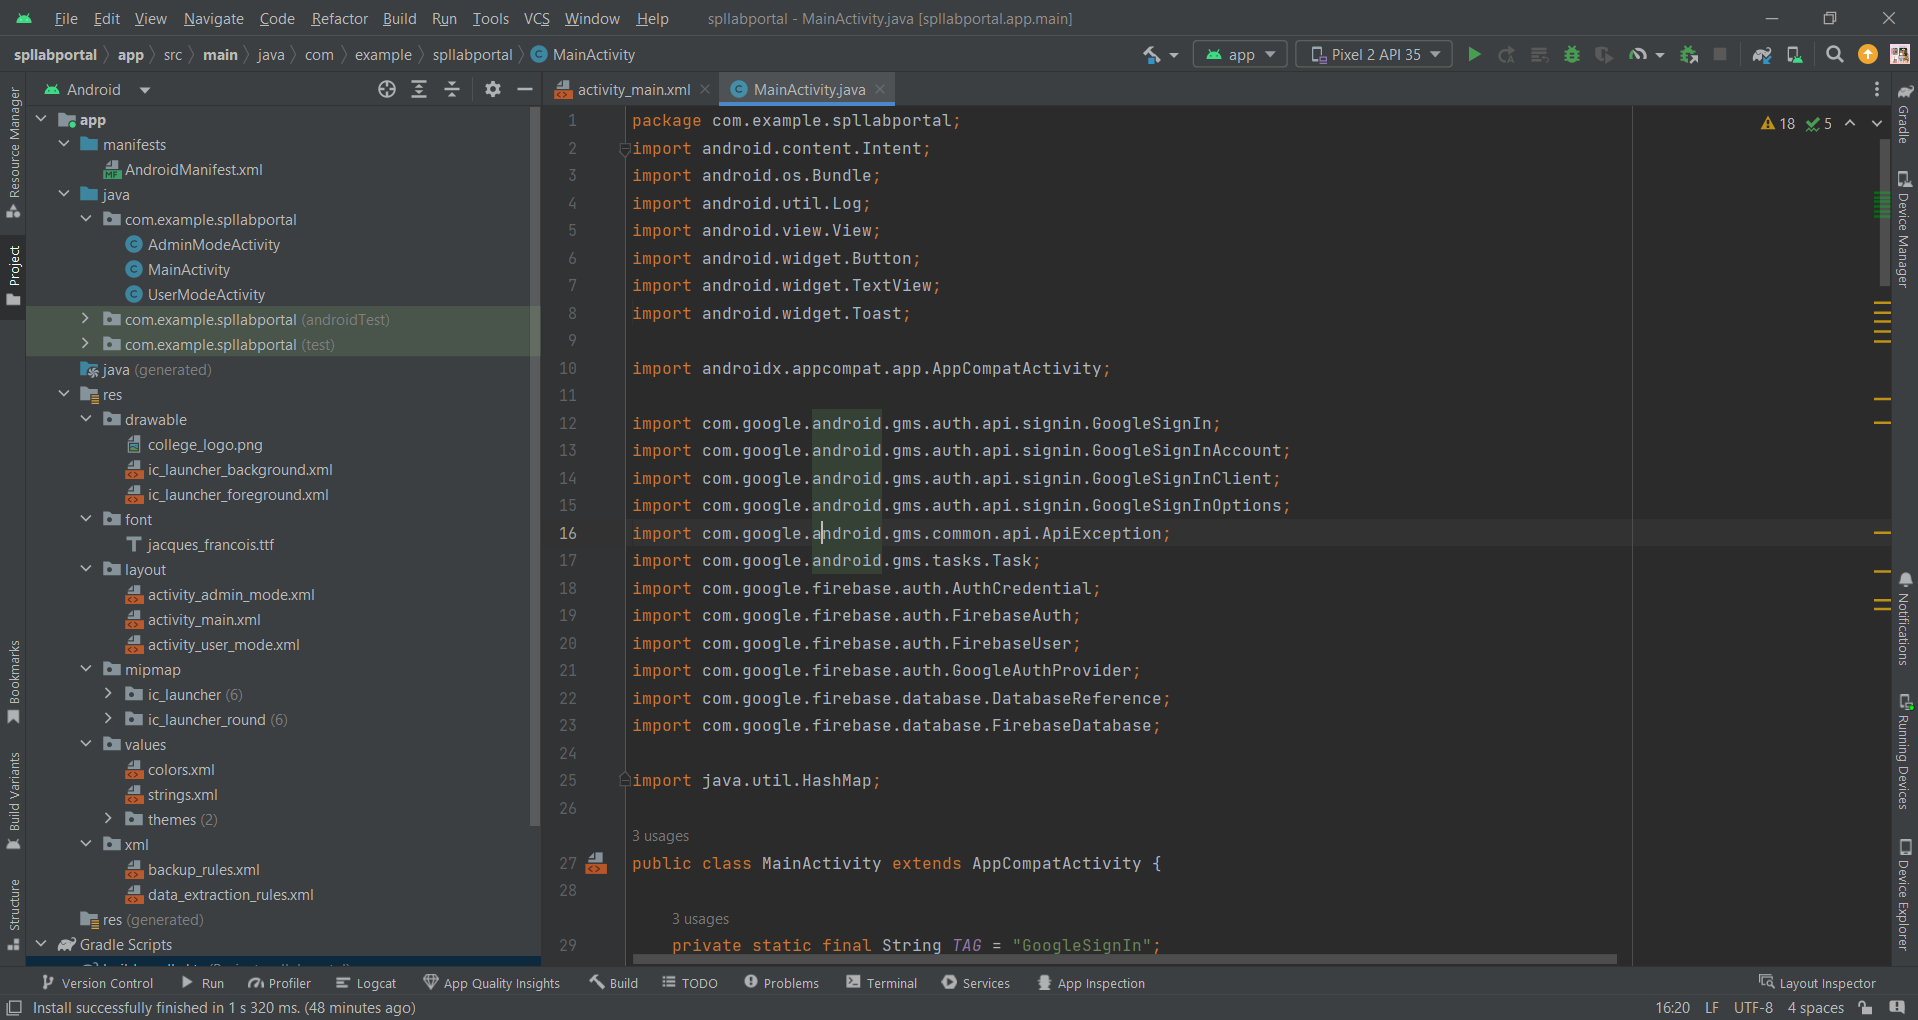 File Edit View Navigate Code Refactor Build Run Tools VCS Window Help spllabportal - MainActivity.java [spllabportal.app.main]
spllabportal app src main java com example spllabportal MainActivity app Pixel 2 API 35
Resource Manager
Project
Bookmarks
Build Variants
Structure
Android
app
manifests
AndroidManifest.xml
java
com.example.spllabportal
AdminModeActivity
MainActivity
UserModeActivity
com.example.spllabportal (androidTest)
com.example.spllabportal (test)
java (generated)
res
drawable
college_logo.png
ic_launcher_background.xml
ic_launcher_foreground.xml
font
jacques_francois.ttf
layout
activity_admin_mode.xml
activity_main.xml
activity_user_mode.xml
mipmap
ic_launcher (6)
ic_launcher_round (6)
values
colors.xml
strings.xml
themes (2)
xml
backup_rules.xml
data_extraction_rules.xml
res (generated)
Gradle Scripts
activity_main.xml MainActivity.java
18 5
1 package com.example.spllabportal;
2 import android.content.Intent;
3 import android.os.Bundle;
4 import android.util.Log;
5 import android.view.View;
6 import android.widget.Button;
7 import android.widget.TextView;
8 import android.widget.Toast;
9
10 import androidx.appcompat.app.AppCompatActivity;
11
12 import com.google.android.gms.auth.api.signin.GoogleSignIn;
13 import com.google.android.gms.auth.api.signin.GoogleSignInAccount;
14 import com.google.android.gms.auth.api.signin.GoogleSignInClient;
15 import com.google.android.gms.auth.api.signin.GoogleSignInOptions;
16 import com.google.android.gms.common.api.ApiException;
17 import com.google.android.gms.tasks.Task;
18 import com.google.firebase.auth.AuthCredential;
19 import com.google.firebase.auth.FirebaseAuth;
20 import com.google.firebase.auth.FirebaseUser;
21 import com.google.firebase.auth.GoogleAuthProvider;
22 import com.google.firebase.database.DatabaseReference;
23 import com.google.firebase.database.FirebaseDatabase;
24
25 import java.util.HashMap;
26
3 usages
27 public class MainActivity extends AppCompatActivity {
28
3 usages
29 private static final String TAG = "GoogleSignIn";
Gradle
Device Manager
Notifications
Running Devices
Device Explorer
Version Control Run Profiler Logcat App Quality Insights Build TODO Problems Terminal Services App Inspection Layout Inspector
Install successfully finished in 1 s 320 ms. (48 minutes ago) 16:20 LF UTF-8 4 spaces